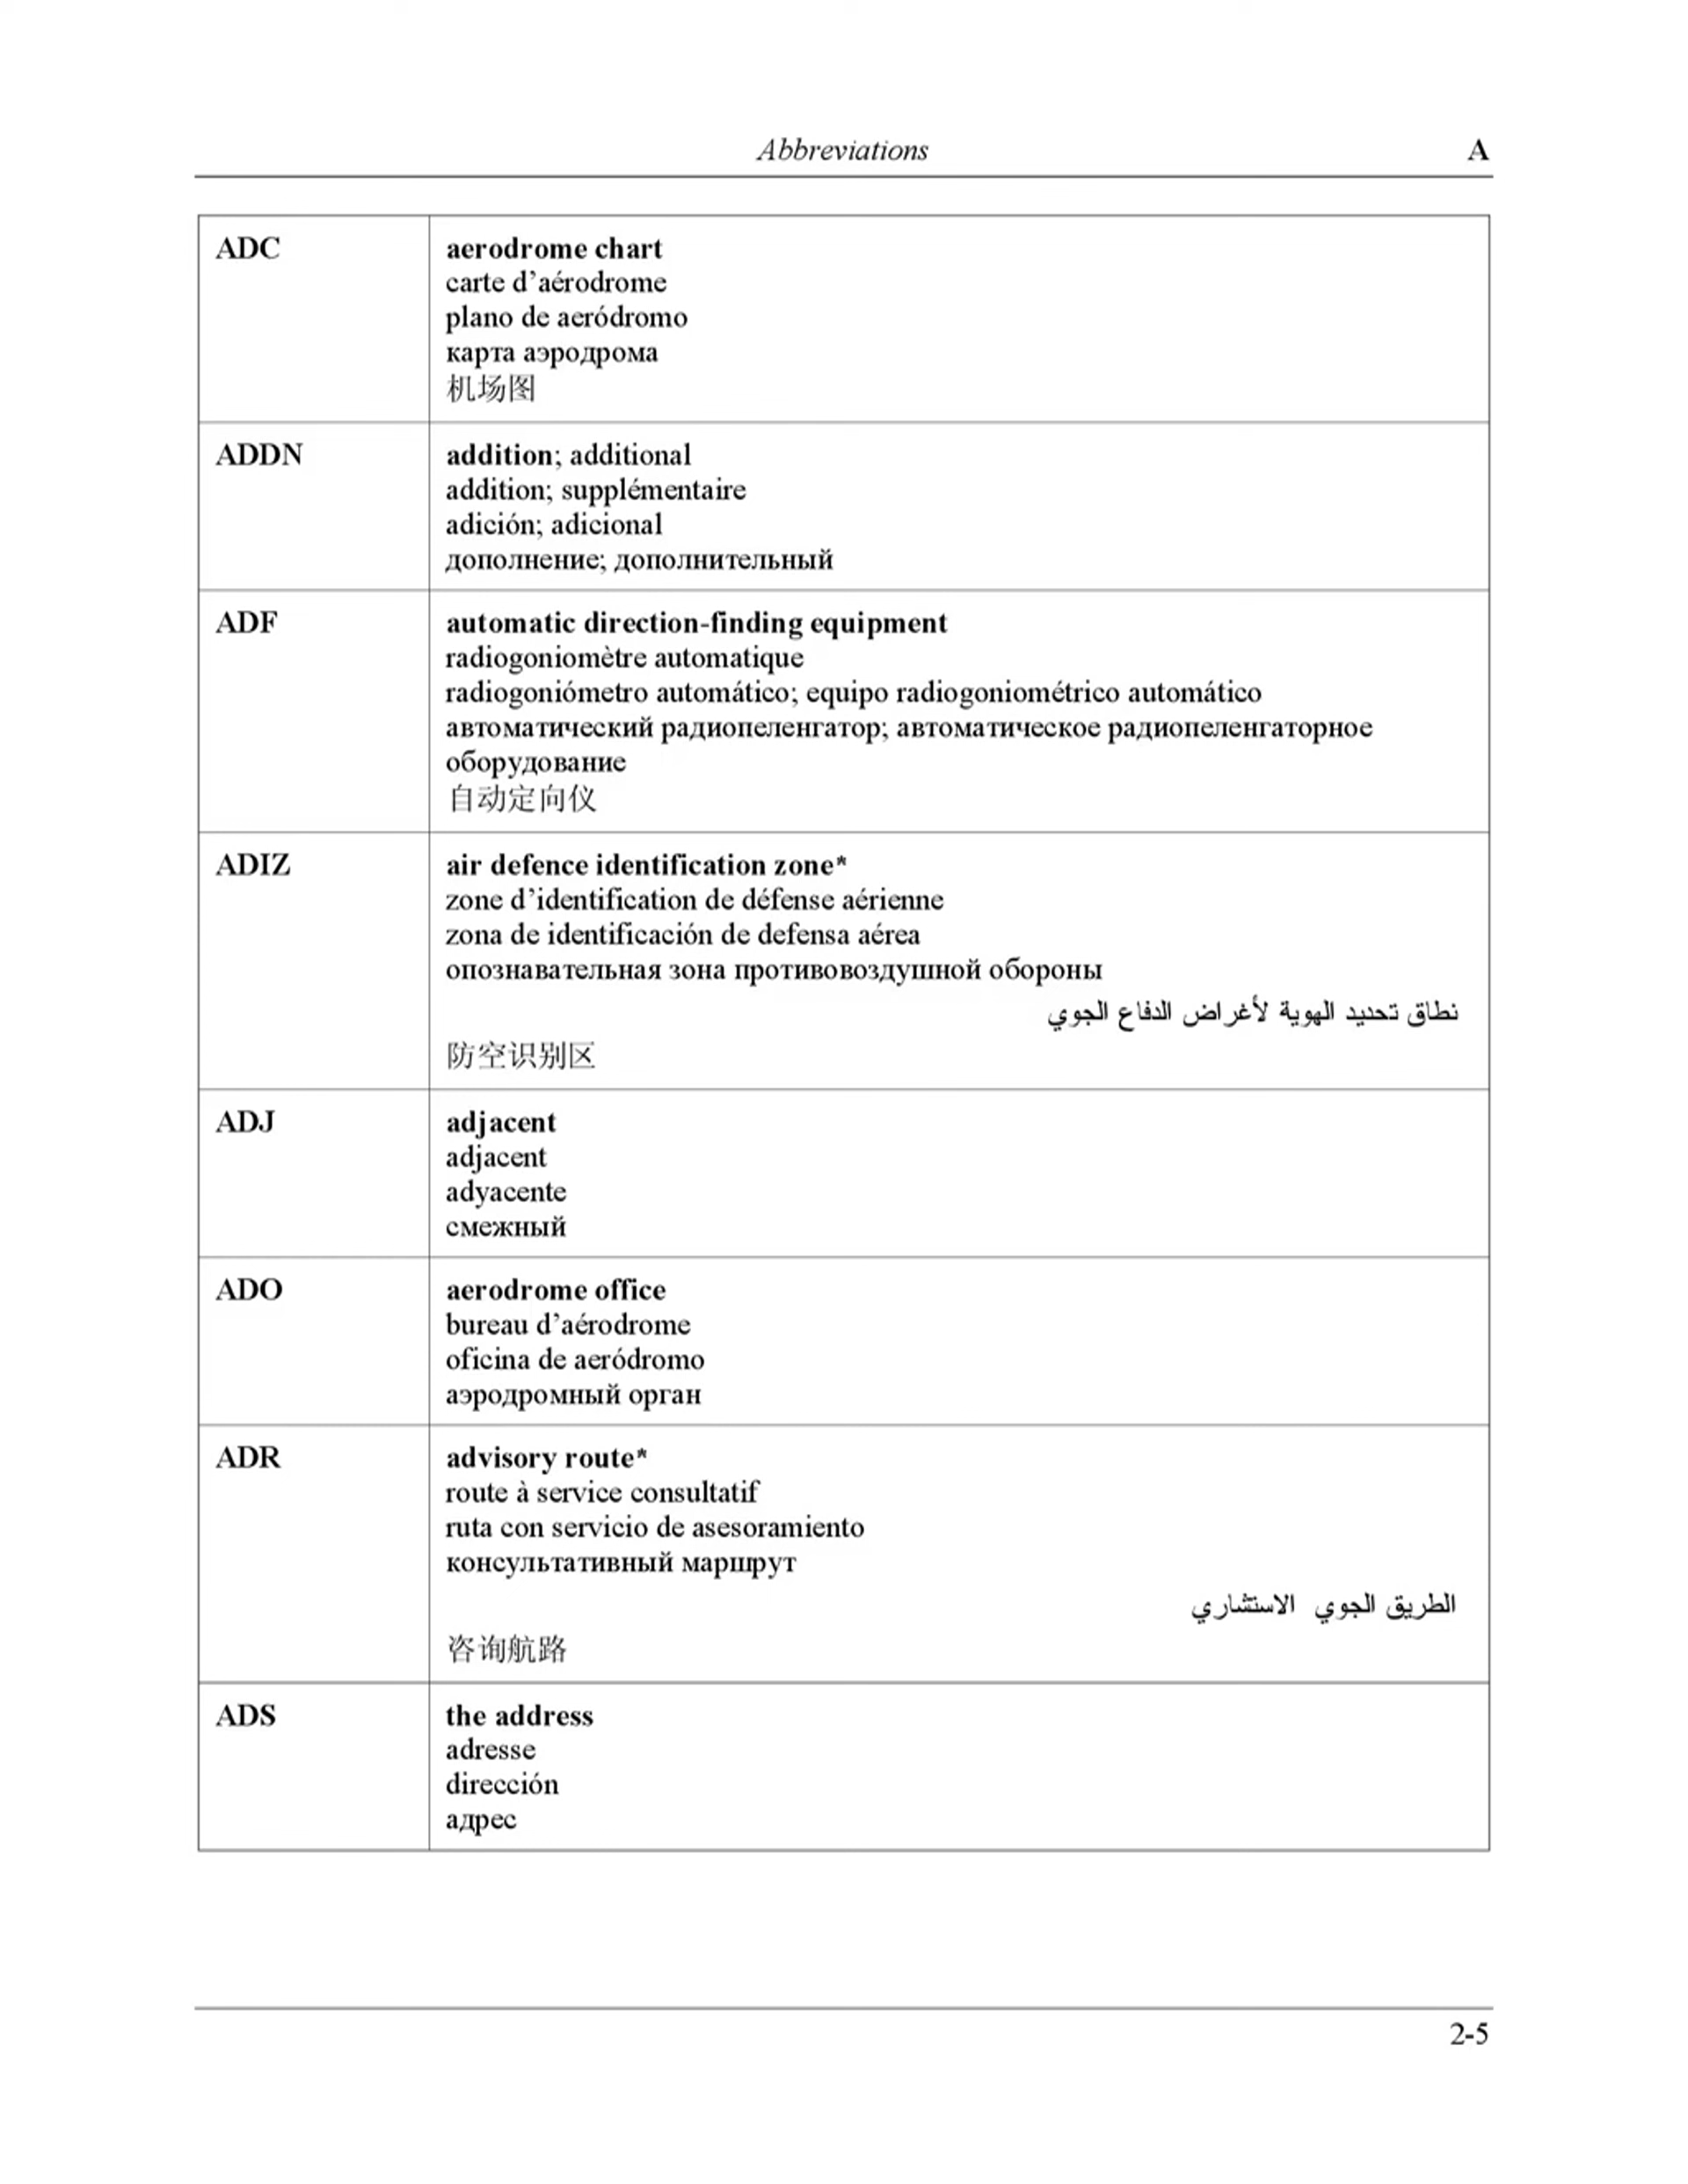 Abbreviations A
ADC
aerodrome chart
carte d’aérodrome
plano de aeródromo
карта аэродрома
机场图
ADDN
addition; additional
addition; supplémentaire
adición; adicional
дополнение; дополнительный
ADF
automatic direction-finding equipment
radiogoniomètre automatique
radiogoniómetro automático; equipo radiogoniométrico automático
автоматический радиопеленгатор; автоматическое радиопеленгаторное
оборудование
自动定向仪
ADIZ
air defence identification zone*
zone d’identification de défense aérienne
zona de identificación de defensa aérea
опознавательная зона противовоздушной обороны
نطاق تحديد الهوية لأغراض الدفاع الجوي
防空识别区
ADJ
adjacent
adjacent
adyacente
смежный
ADO
aerodrome office
bureau d’aérodrome
oficina de aeródromo
аэродромный орган
ADR
advisory route*
route à service consultatif
ruta con servicio de asesoramiento
консультативный маршрут
الطريق الجوي الاستشاري
咨询航路
ADS
the address
adresse
dirección
адрес
2-5